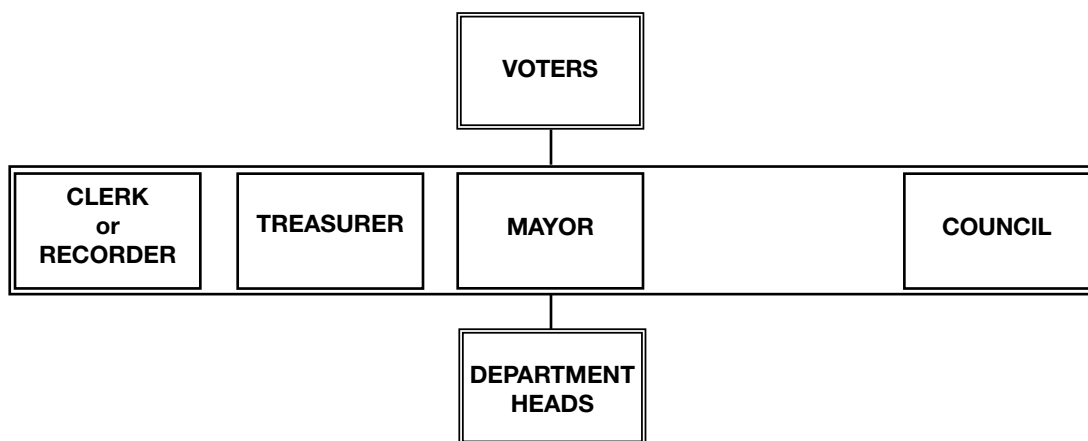 VOTERS
CLERK
or
RECORDER
TREASURER
MAYOR
COUNCIL
DEPARTMENT
HEADS